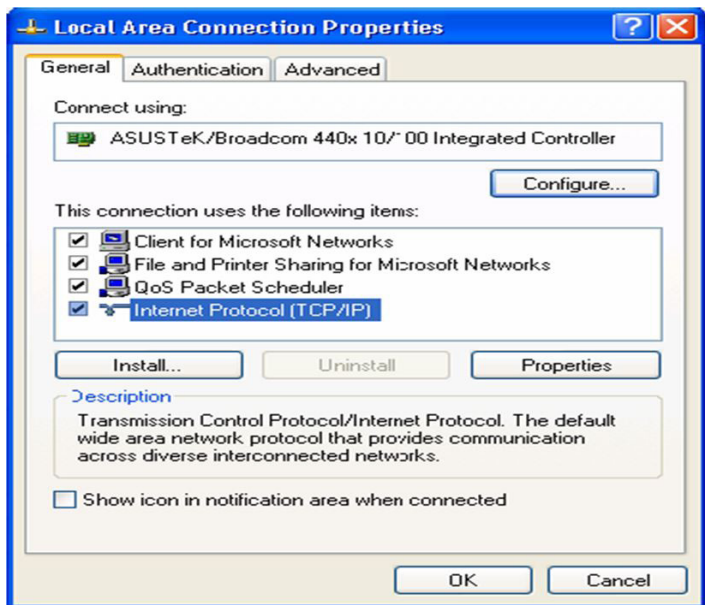 Local Area Connection Properties
General Authentication Advanced
Connect using:
ASUSTeK/Broadcom 440x 10/100 Integrated Controller
Configure...
This connection uses the following items:
Client for Microsoft Networks
File and Printer Sharing for Microsoft Networks
QoS Packet Scheduler
Internet Protocol (TCP/IP)
Install... Uninstall Properties
Description
Transmission Control Protocol/Internet Protocol. The default
wide area network protocol that provides communication
across diverse interconnected networks.
Show icon in notification area when connected
OK Cancel